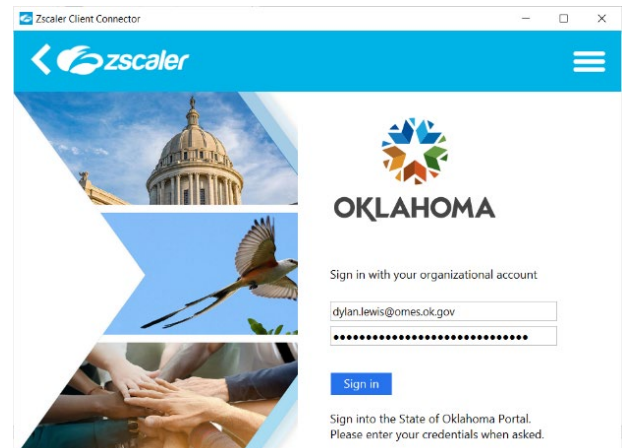 Zscaler Client Connector
zscaler
OKLAHOMA
Sign in with your organizational account
dylan.lewis@omes.ok.gov
••••••••••••••••••••••••••••••
Sign in
Sign into the State of Oklahoma Portal.
Please enter your credentials when asked.